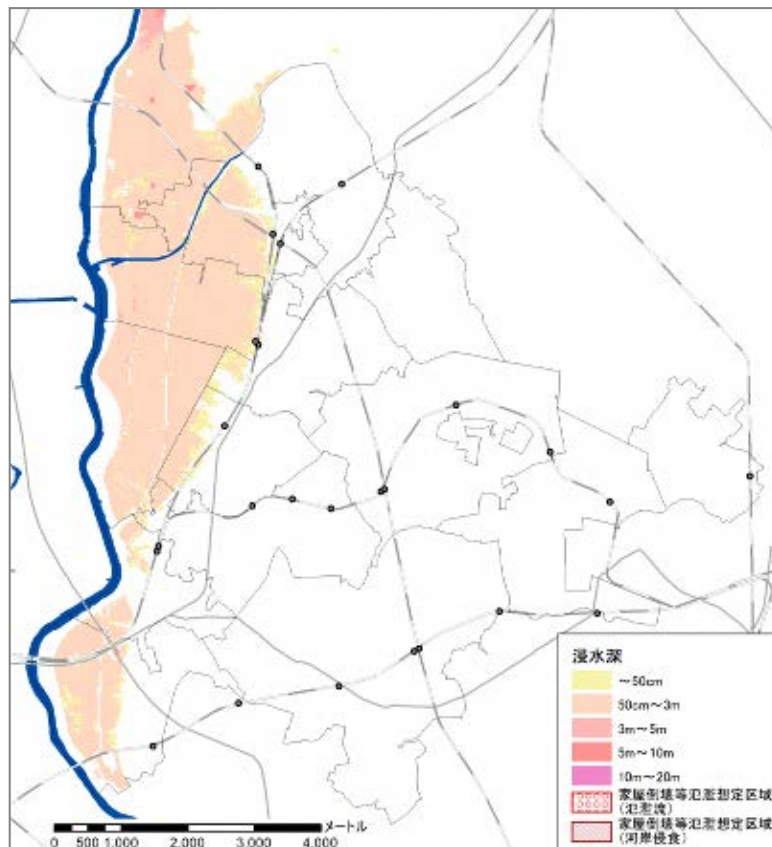 浸水深
～50cm
50cm～3m
3m～5m
5m～10m
10m～20m
家屋倒壊等氾濫想定区域
(氾濫流)
家屋倒壊等氾濫想定区域
(河岸侵食)
0 500 1,000 2,000 3,000 4,000 メートル